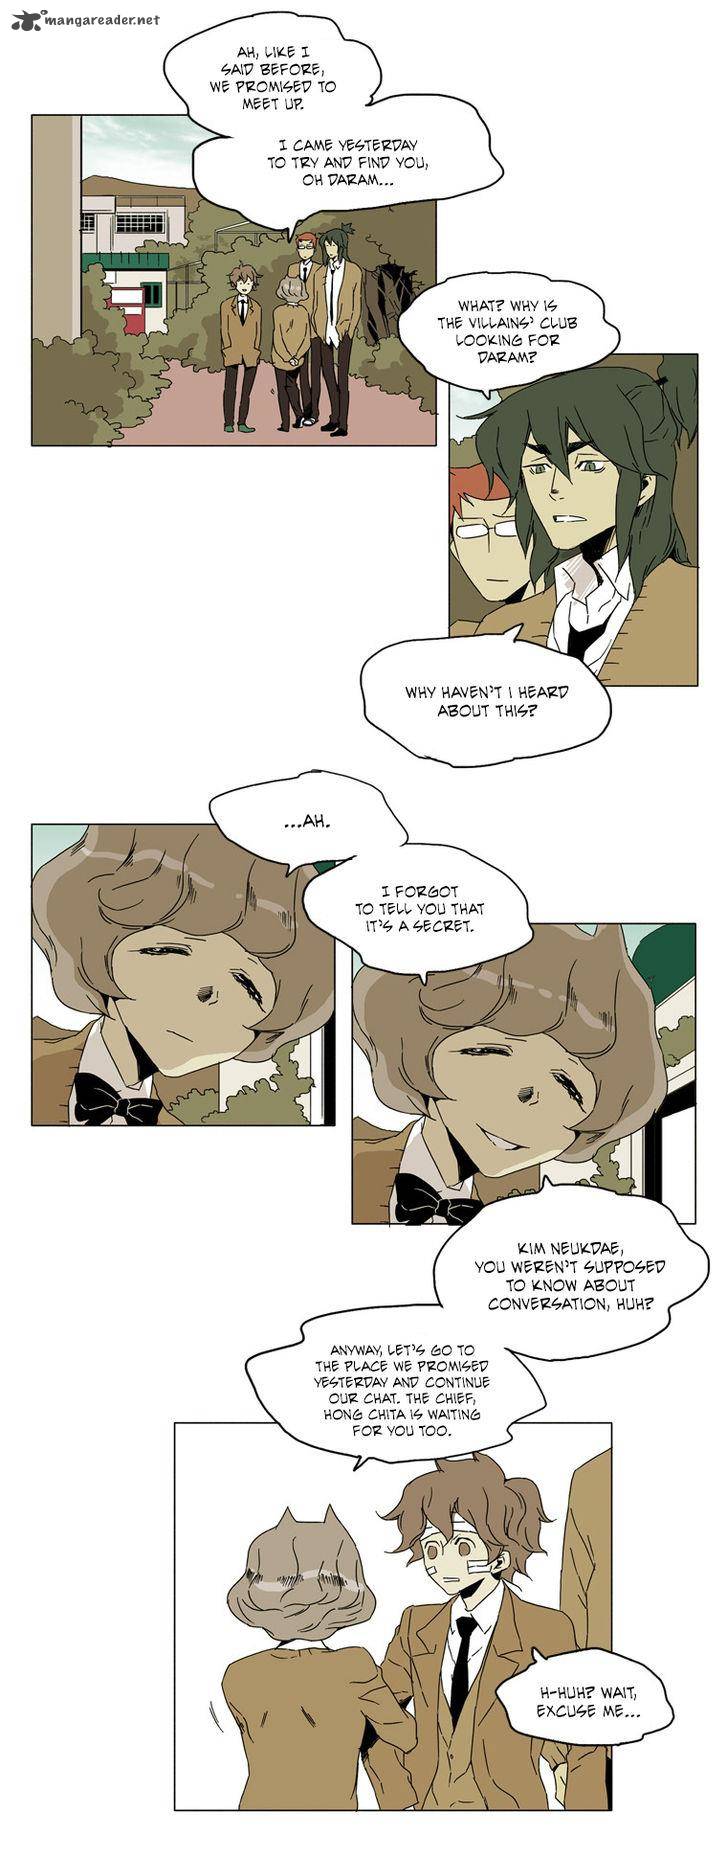 mangareader.net
AH, LIKE I
SAID BEFORE,
WE PROMISED TO
MEET UP.
I CAME YESTERDAY
TO TRY AND FIND YOU,
OH DARAM...
WHAT? WHY IS
THE VILLAINS' CLUB
LOOKING FOR
DARAM?
WHY HAVEN'T I HEARD
ABOUT THIS?
...AH.
I FORGOT
TO TELL YOU THAT
IT'S A SECRET.
KIM NEUKDAE,
YOU WEREN'T SUPPOSED
TO KNOW ABOUT
CONVERSATION, HUH?
ANYWAY, LET'S GO TO
THE PLACE WE PROMISED
YESTERDAY AND CONTINUE
OUR CHAT. THE CHIEF,
HONG CHITA IS WAITING
FOR YOU TOO.
H-HUH? WAIT,
EXCUSE ME...